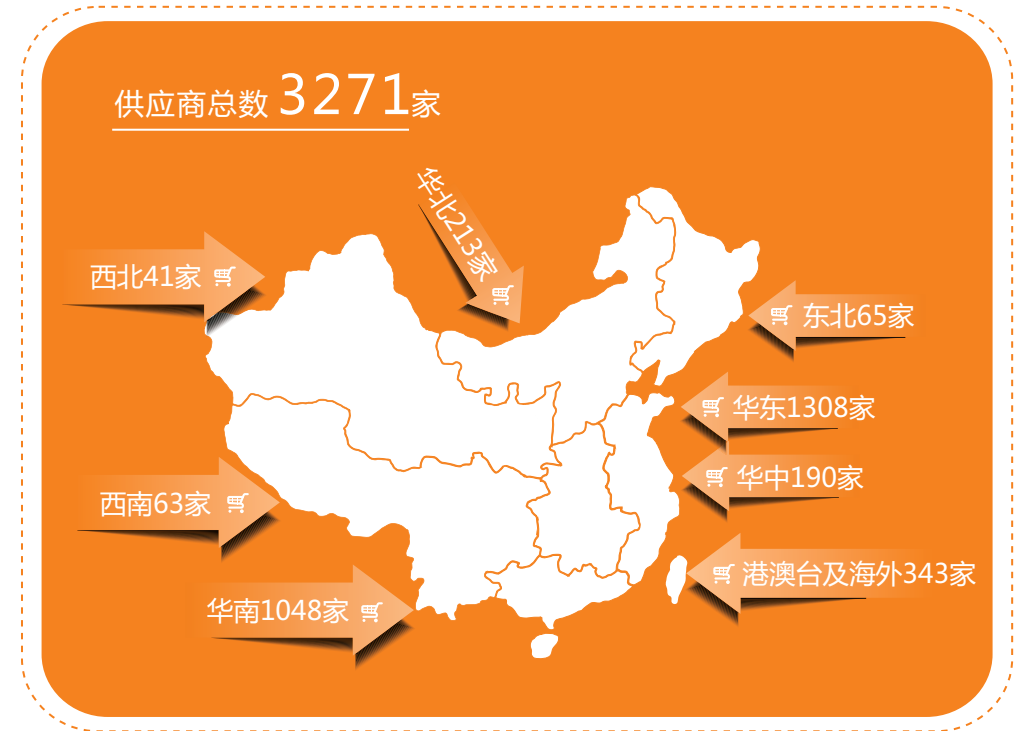 供应商总数 3271家
华北213家
西北41家
东北65家
华东1308家
华中190家
西南63家
港澳台及海外343家
华南1048家